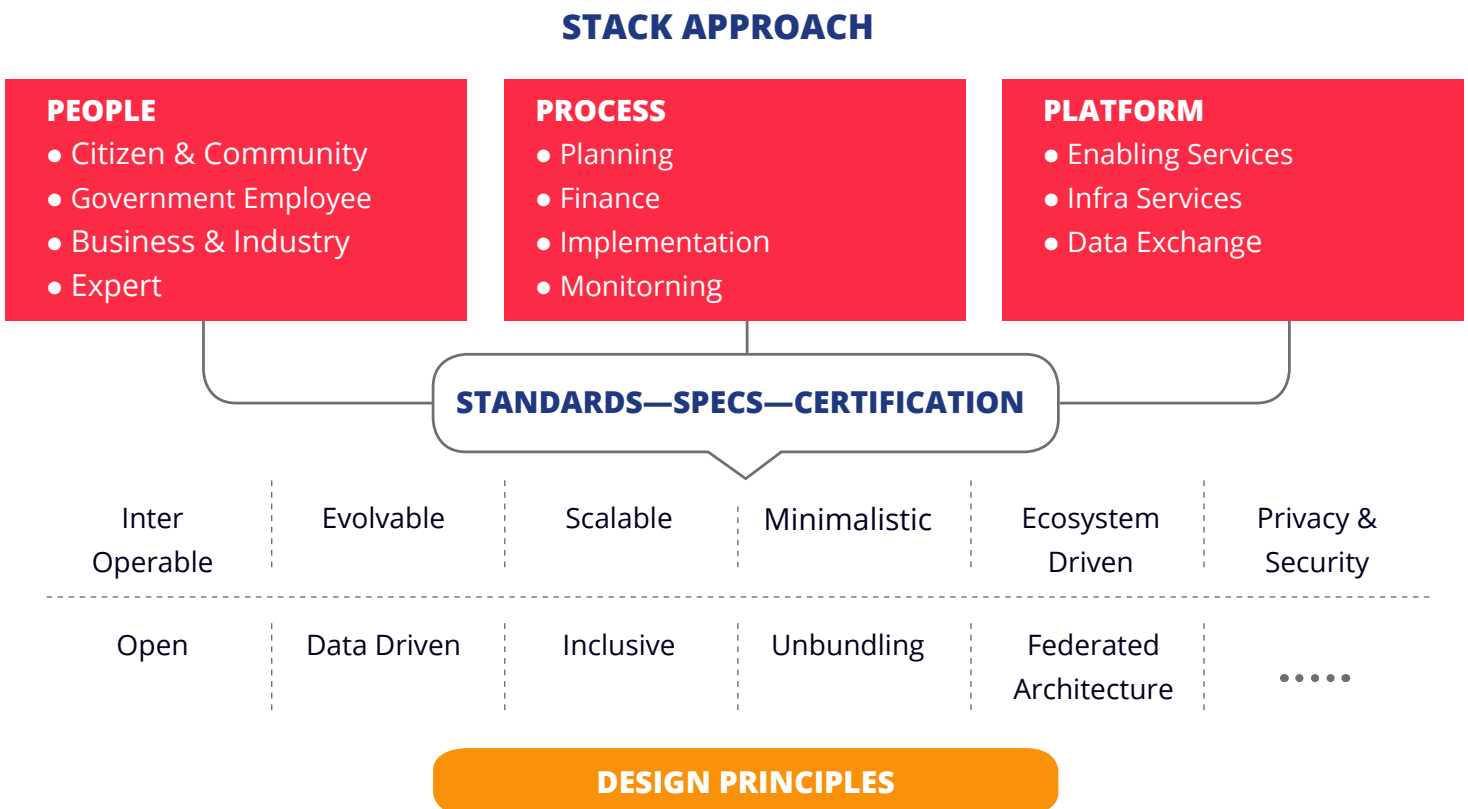 STACK APPROACH
PEOPLE
● Citizen & Community
● Government Employee
● Business & Industry
● Expert
PROCESS
● Planning
● Finance
● Implementation
● Monitorning
PLATFORM
● Enabling Services
● Infra Services
● Data Exchange
STANDARDS—SPECS—CERTIFICATION
Inter
Operable
Evolvable
Scalable
Minimalistic
Ecosystem
Driven
Privacy &
Security
Open
Data Driven
Inclusive
Unbundling
Federated
Architecture
•••••
DESIGN PRINCIPLES